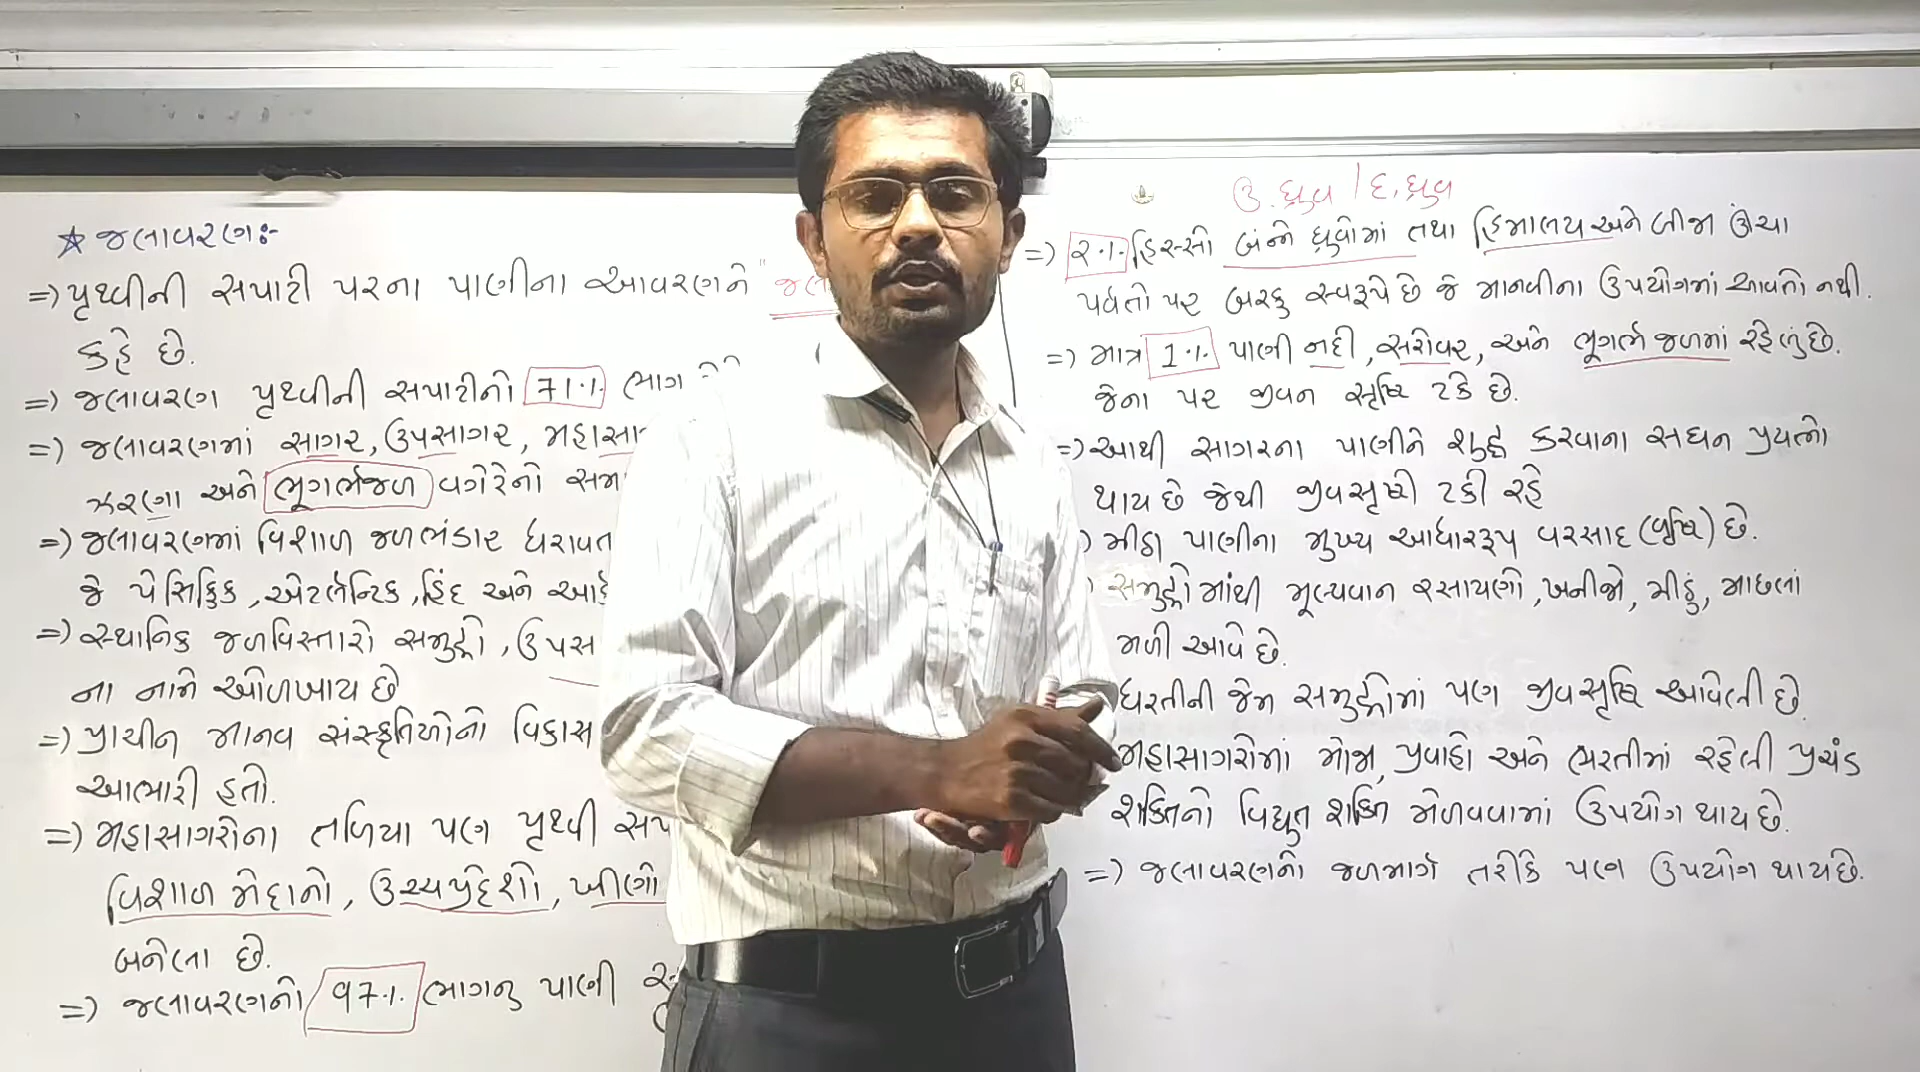 ★ જલાવરણ:-
=> પૃથ્વીની સપાટી પરના પાણીના આવરણને "જલ
કહે છે.
=> જલાવરણ પૃથ્વીની સપાટીનો 71% ભાગ
=> જલાવરણમાં સાગર, ઉપસાગર, મહાસા
ઝરણા અને ભૂગર્ભજળ વગેરેનો સમ
=> જલાવરણમાં વિશાળ જળભંડાર ધરાવત
જે પેસિફિક, એટલેન્ટિક, હિંદ અને આર્ક
=> સ્થાનિક જળવિસ્તારો સમુદ્રો, ઉપસ
ના નામે ઓળખાય છે
=> પ્રાચીન માનવ સંસ્કૃતિઓનો વિકાસ
આભારી હતો.
=> મહાસાગરોના તળિયા પણ પૃથ્વી સપ
વિશાળ મેદાનો, ઉચ્ચપ્રદેશો, ખીણો
બનેલા છે.
=> જલાવરણનો 97% ભાગનુ પાણી
ઉ.ધ્રુવ / દ.ધ્રુવ
=> ૨% હિસ્સો બંન્ને ધ્રુવોમાં તથા હિમાલય અને બીજા ઊંચા
પર્વતો પર બરફ સ્વરૂપે છે જે માનવીના ઉપયોગમાં આવતો નથી.
=> માત્ર 1% પાણી નદી, સરોવર, અને ભૂગર્ભ જળમાં રહેલું છે.
જેના પર જીવન સૃષ્ટિ ટકે છે.
=> આથી સાગરના પાણીને શુદ્ધ કરવાના સઘન પ્રયત્નો
થાય છે જેથી જીવસૃષ્ટી ટકી રહે
) મીઠા પાણીના મુખ્ય આધારરૂપ વરસાદ (વૃષ્ટિ) છે.
) સમુદ્રોમાંથી મૂલ્યવાન રસાયણો, ખનીજો, મીઠું, માછલાં
મળી આવે છે.
ધરતીની જેમ સમુદ્રોમાં પણ જીવસૃષ્ટિ આવેલી છે.
મહાસાગરોમાં મોજા, પ્રવાહો અને ભરતીમાં રહેલી પ્રચંડ
શક્તિનો વિદ્યુત શક્તિ મેળવવામાં ઉપયોગ થાય છે.
=> જલાવરણનો જળમાર્ગ તરીકે પણ ઉપયોગ થાય છે.